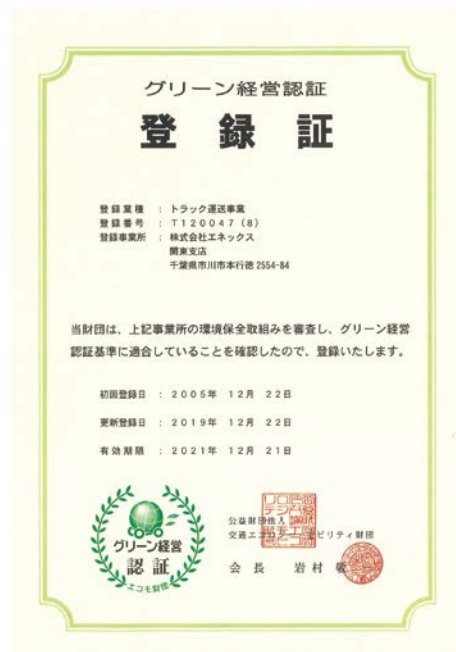 グリーン経営認証
登録証
登録業種 : トラック運送事業
登録番号 : T120047（8）
登録事業所 : 株式会社エネックス
関東支店
千葉県市川市本行徳 2554-84
当財団は、上記事業所の環境保全取組みを審査し、グリーン経営
認証基準に適合していることを確認したので、登録いたします。
初回登録日 : 2005年 12月 22日
更新登録日 : 2019年 12月 22日
有効期限 : 2021年 12月 21日
グリーン経営
認証
エコモ財団
公益財団法人
交通エコロジー・モビリティ財団
会長 岩村 敬